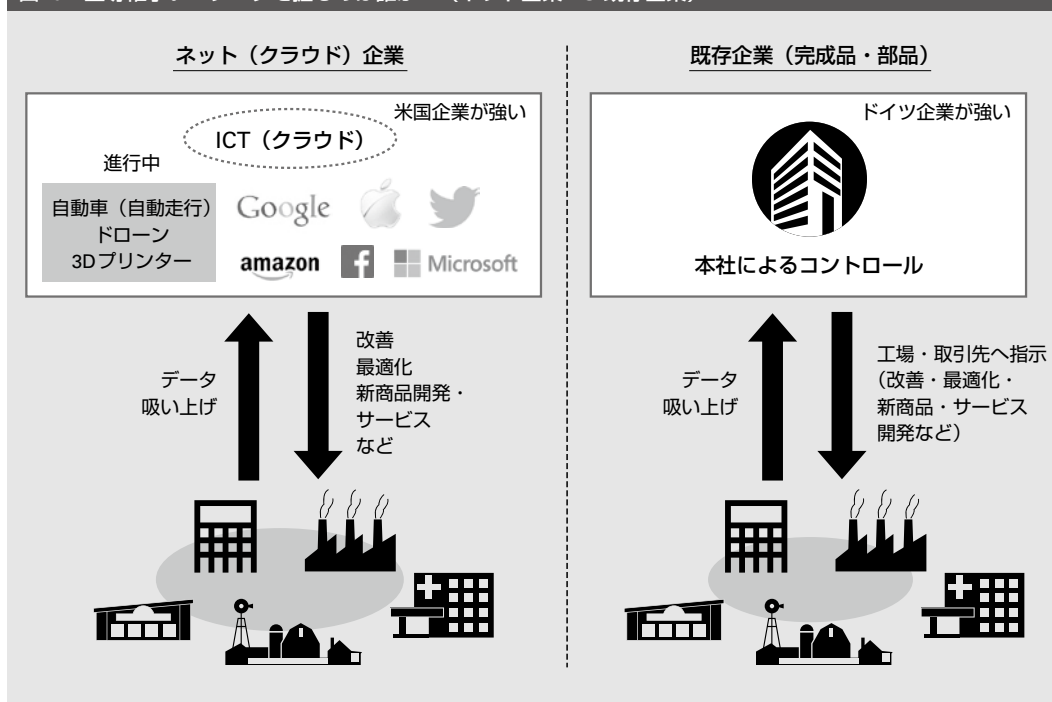 ネット（クラウド）企業
米国企業が強い
ICT（クラウド）
進行中
自動車（自動走行）
ドローン
3Dプリンター
Google
amazon
f
Microsoft
データ
吸い上げ
改善
最適化
新商品開発・
サービス
など
既存企業（完成品・部品）
ドイツ企業が強い
本社によるコントロール
データ
吸い上げ
工場・取引先へ指示
（改善・最適化・
新商品・サービス
開発など）